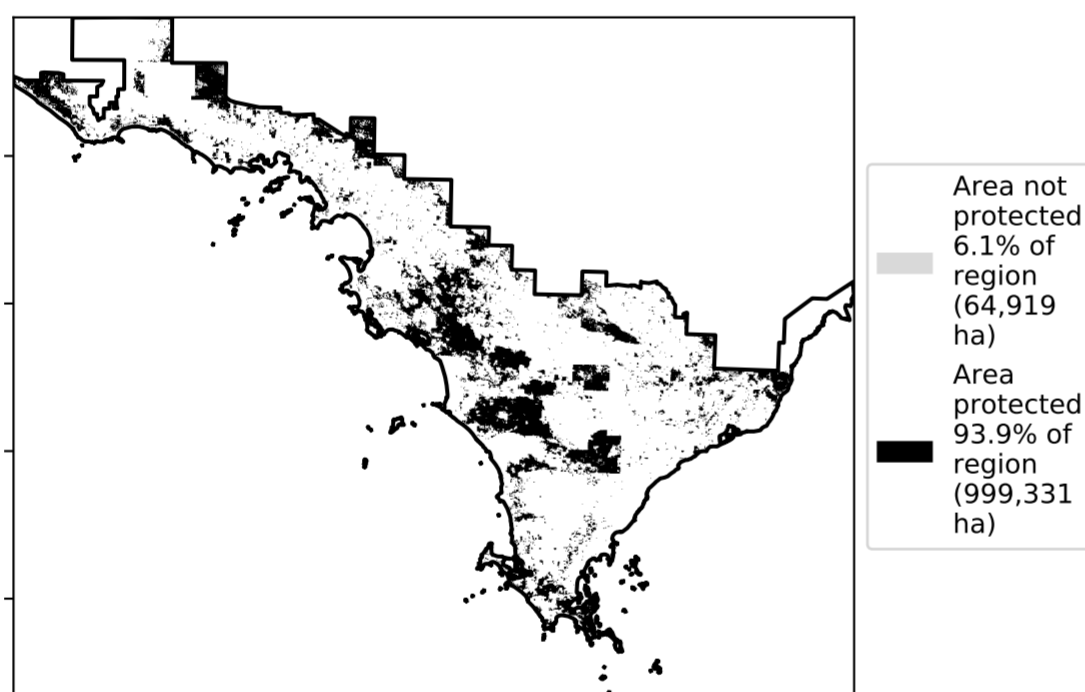 Area not
protected
6.1% of
region
(64,919
ha)
Area
protected
93.9% of
region
(999,331
ha)